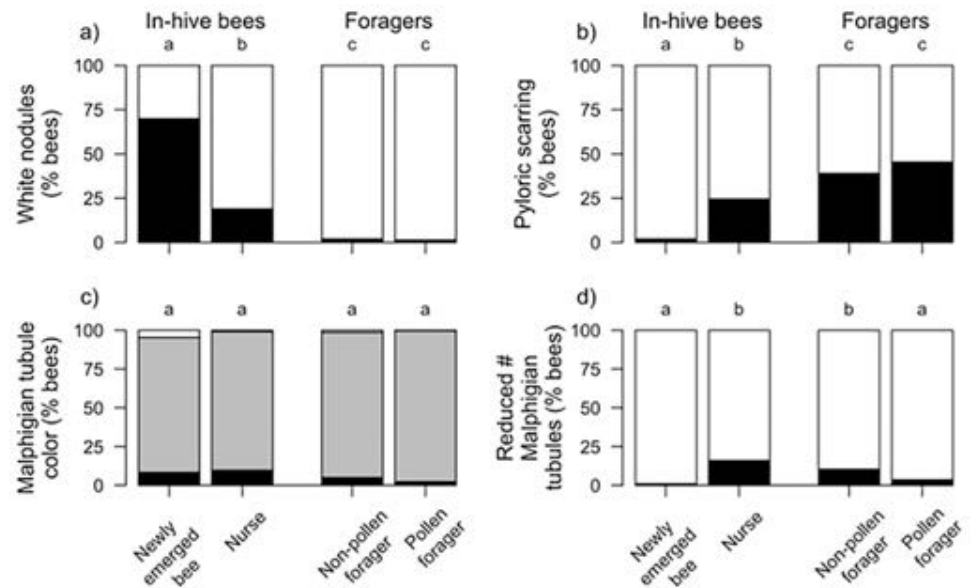 a)
In-hive bees
Foragers
a b c c
White nodules
(% bees)
100
75
50
25
0
b)
In-hive bees
Foragers
a b c c
Pyloric scarring
(% bees)
100
75
50
25
0
c)
a a a a
Malphigian tubule
color (% bees)
100
75
50
25
0
Newly
emerged
bee
Nurse
Non-pollen
forager
Pollen
forager
d)
a b b a
Reduced #
Malphigian
tubules (% bees)
100
75
50
25
0
Newly
emerged
bee
Nurse
Non-pollen
forager
Pollen
forager